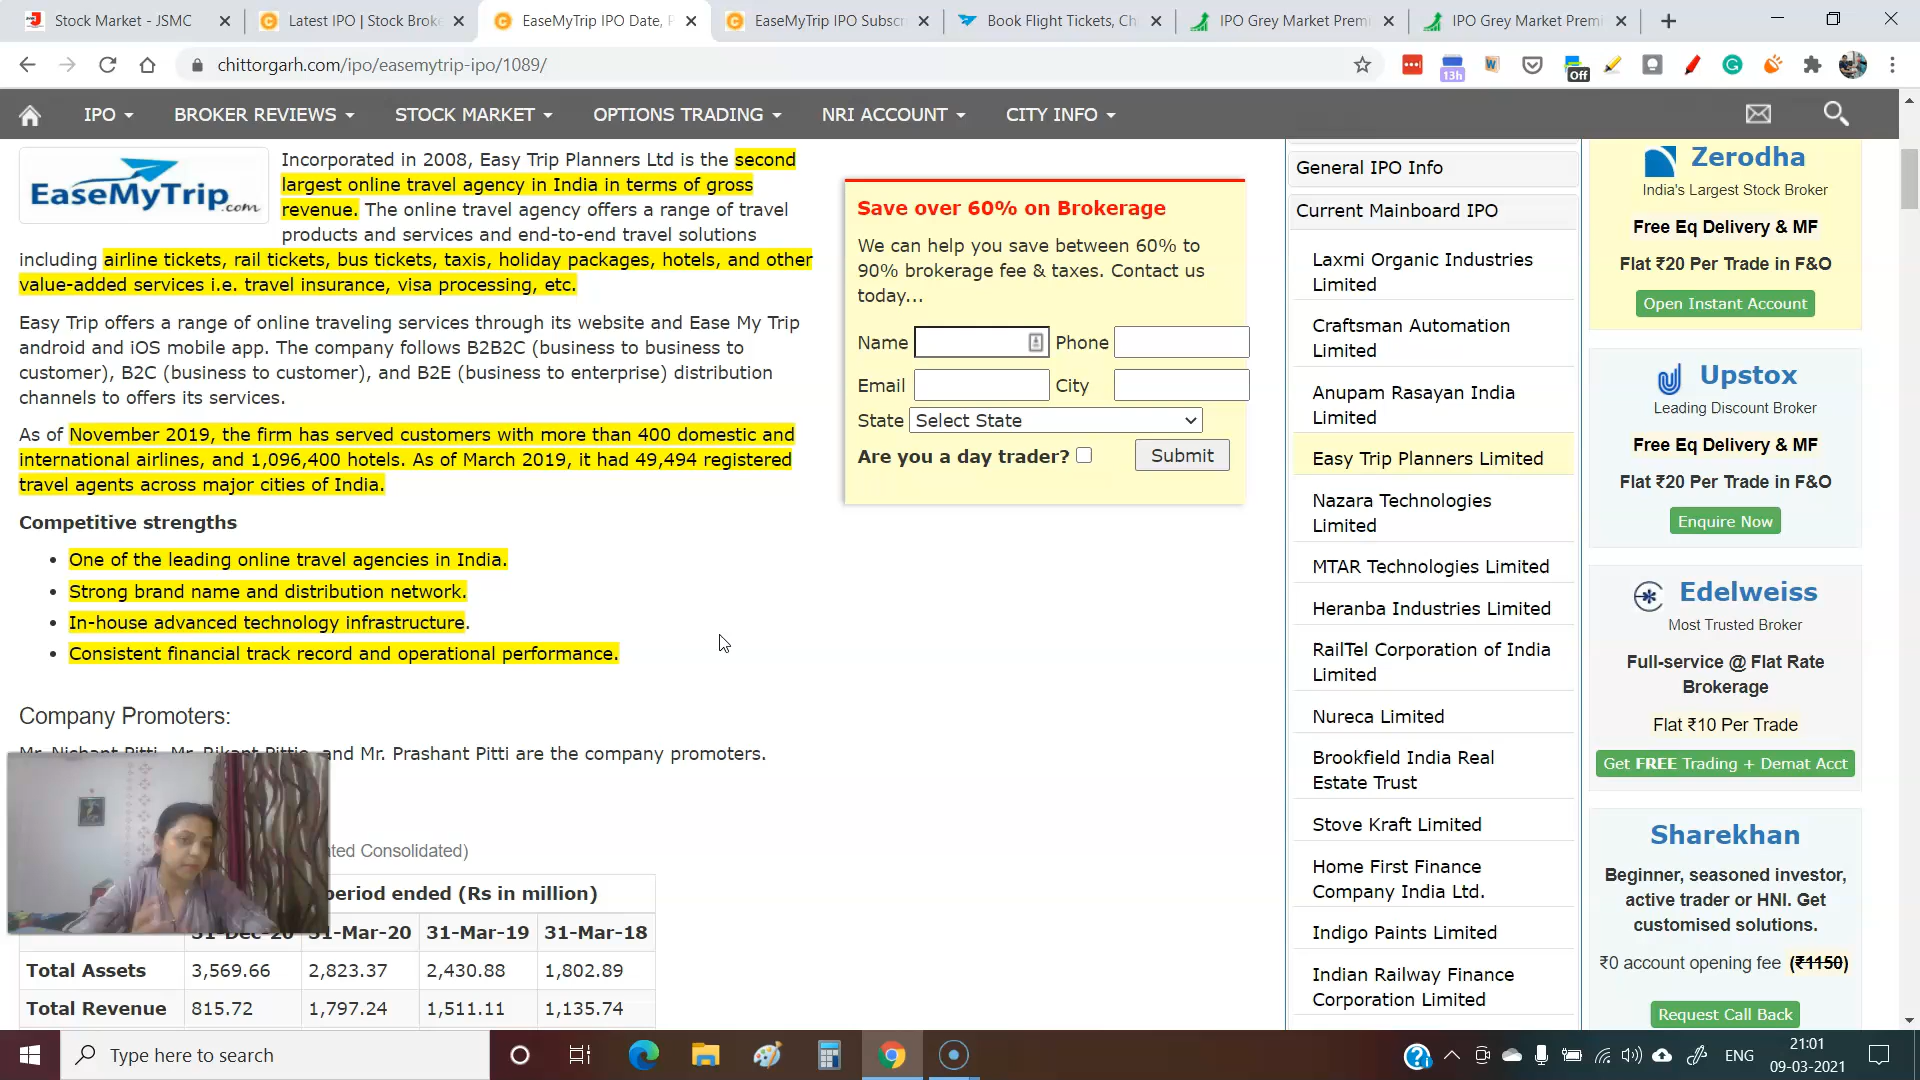 Stock Market - JSMC
Latest IPO | Stock Broke
EaseMyTrip IPO Date, P
EaseMyTrip IPO Subscr
Book Flight Tickets, Ch
IPO Grey Market Premi
IPO Grey Market Premi
chittorgarh.com/ipo/easemytrip-ipo/1089/
13h
Off
IPO
BROKER REVIEWS
STOCK MARKET
OPTIONS TRADING
NRI ACCOUNT
CITY INFO
EaseMyTrip.com
Incorporated in 2008, Easy Trip Planners Ltd is the second
largest online travel agency in India in terms of gross
revenue. The online travel agency offers a range of travel
products and services and end-to-end travel solutions
including airline tickets, rail tickets, bus tickets, taxis, holiday packages, hotels, and other
value-added services i.e. travel insurance, visa processing, etc.
Easy Trip offers a range of online traveling services through its website and Ease My Trip
android and iOS mobile app. The company follows B2B2C (business to business to
customer), B2C (business to customer), and B2E (business to enterprise) distribution
channels to offers its services.
As of November 2019, the firm has served customers with more than 400 domestic and
international airlines, and 1,096,400 hotels. As of March 2019, it had 49,494 registered
travel agents across major cities of India.
Competitive strengths
• One of the leading online travel agencies in India.
• Strong brand name and distribution network.
• In-house advanced technology infrastructure.
• Consistent financial track record and operational performance.
Company Promoters:
Mr. Nishant Pitti, Mr. Rikant Pittie, and Mr. Prashant Pitti are the company promoters.
ted Consolidated)
period ended (Rs in million)
31-Dec-20 31-Mar-20 31-Mar-19 31-Mar-18
Total Assets 3,569.66 2,823.37 2,430.88 1,802.89
Total Revenue 815.72 1,797.24 1,511.11 1,135.74
Save over 60% on Brokerage
We can help you save between 60% to
90% brokerage fee & taxes. Contact us
today...
Name Phone
Email City
State Select State
Are you a day trader? Submit
General IPO Info
Current Mainboard IPO
Laxmi Organic Industries
Limited
Craftsman Automation
Limited
Anupam Rasayan India
Limited
Easy Trip Planners Limited
Nazara Technologies
Limited
MTAR Technologies Limited
Heranba Industries Limited
RailTel Corporation of India
Limited
Nureca Limited
Brookfield India Real
Estate Trust
Stove Kraft Limited
Home First Finance
Company India Ltd.
Indigo Paints Limited
Indian Railway Finance
Corporation Limited
Zerodha
India's Largest Stock Broker
Free Eq Delivery & MF
Flat ₹20 Per Trade in F&O
Open Instant Account
Upstox
Leading Discount Broker
Free Eq Delivery & MF
Flat ₹20 Per Trade in F&O
Enquire Now
Edelweiss
Most Trusted Broker
Full-service @ Flat Rate
Brokerage
Flat ₹10 Per Trade
Get FREE Trading + Demat Acct
Sharekhan
Beginner, seasoned investor,
active trader or HNI. Get
customised solutions.
₹0 account opening fee (₹1150)
Request Call Back
Type here to search
ENG
21:01
09-03-2021